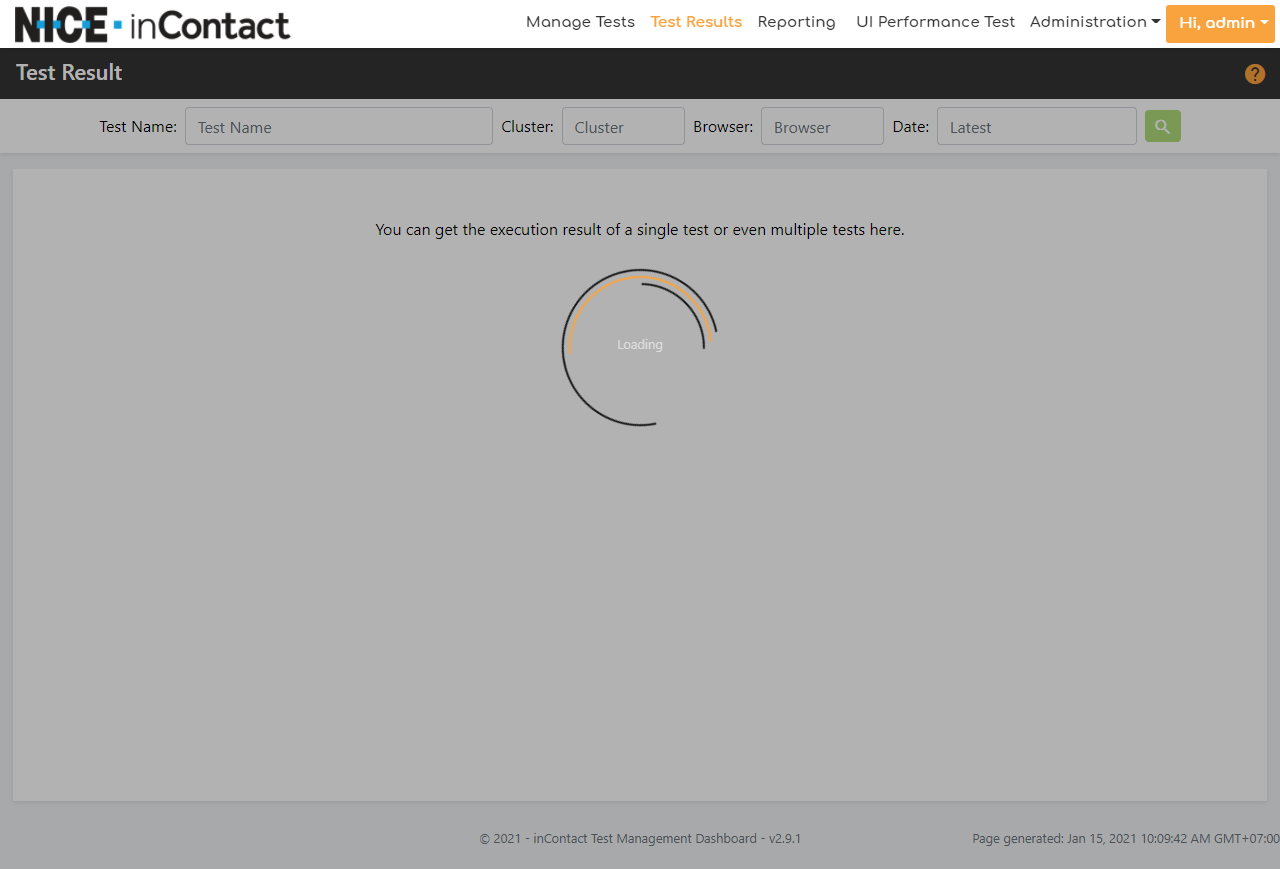 NICE inContact
Manage Tests Test Results Reporting UI Performance Test Administration Hi, admin
Test Result
?
Test Name: Test Name Cluster: Cluster Browser: Browser Date: Latest
You can get the execution result of a single test or even multiple tests here.
Loading
© 2021 - inContact Test Management Dashboard - v2.9.1 Page generated: Jan 15, 2021 10:09:42 AM GMT+07:00